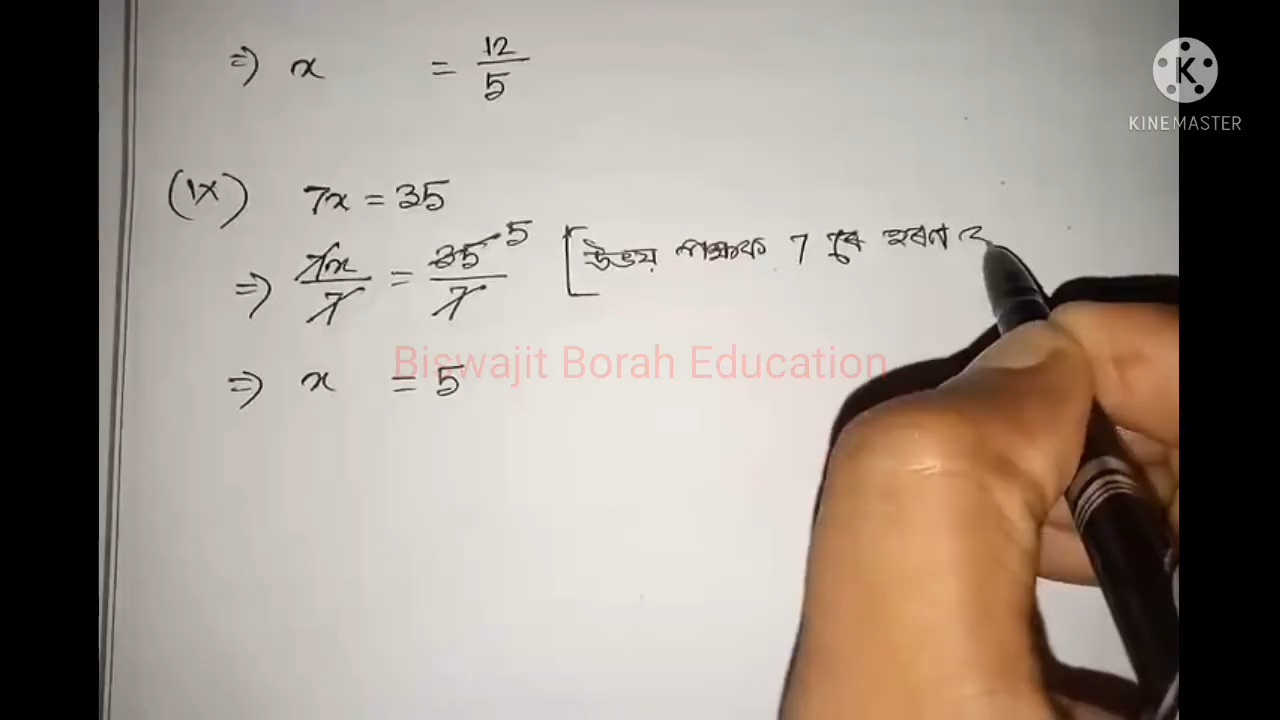 ⇒ x = 12/5
KINEMASTER
(ix) 7x = 35
⇒ 7x/7 = 35/7 5 [উভয় পক্ষক 7 ৰে হৰণ
Biswajit Borah Education
⇒ x = 5